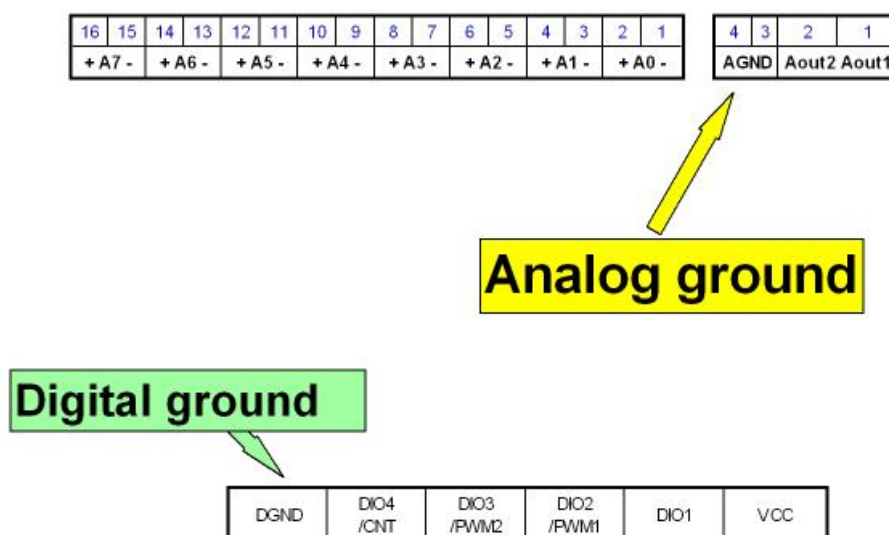 16 15 14 13 12 11 10 9 8 7 6 5 4 3 2 1 4 3 2 1
+ A7 - + A6 - + A5 - + A4 - + A3 - + A2 - + A1 - + A0 - AGND Aout2 Aout1
Analog ground
Digital ground
DGND DIO4 /CNT DIO3 /PWM2 DIO2 /PWM1 DIO1 VCC